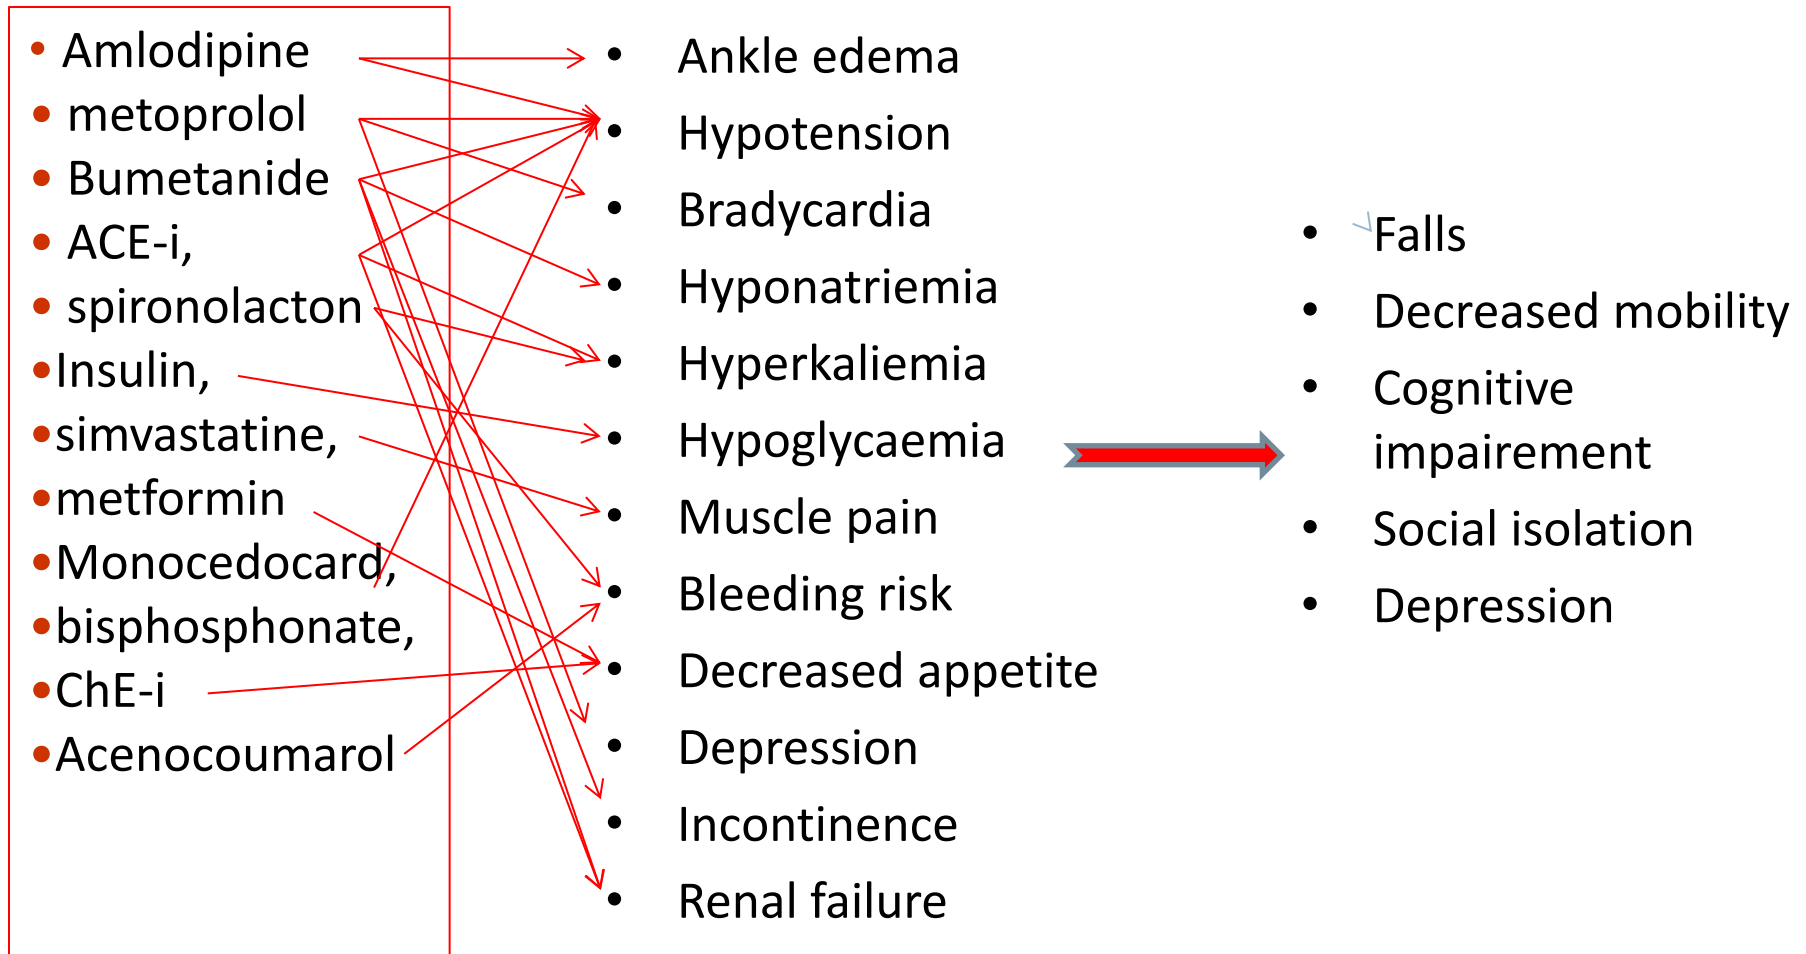 • Amlodipine
• metoprolol
• Bumetanide
• ACE-i,
• spironolacton
•Insulin,
•simvastatine,
•metformin
•Monocedocard,
•bisphosphonate,
•ChE-i
•Acenocoumarol
• Ankle edema
• Hypotension
• Bradycardia
• Hyponatriemia
• Hyperkaliemia
• Hypoglycaemia
• Muscle pain
• Bleeding risk
• Decreased appetite
• Depression
• Incontinence
• Renal failure
• Falls
• Decreased mobility
• Cognitive
impairement
• Social isolation
• Depression